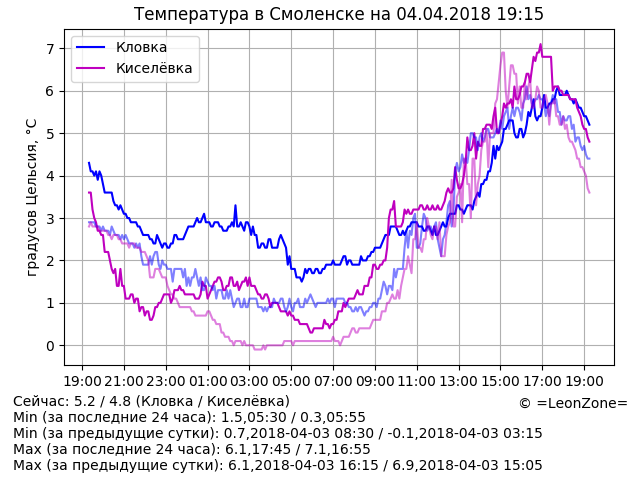 Температура в Смоленске на 04.04.2018 19:15
Кловка
Киселёвка
градусов Цельсия, °C
7
6
5
4
3
2
1
0
19:00 21:00 23:00 01:00 03:00 05:00 07:00 09:00 11:00 13:00 15:00 17:00 19:00
Сейчас: 5.2 / 4.8 (Кловка / Киселёвка)
© =LeonZone=
Min (за последние 24 часа): 1.5,05:30 / 0.3,05:55
Min (за предыдущие сутки): 0.7,2018-04-03 08:30 / -0.1,2018-04-03 03:15
Max (за последние 24 часа): 6.1,17:45 / 7.1,16:55
Max (за предыдущие сутки): 6.1,2018-04-03 16:15 / 6.9,2018-04-03 15:05